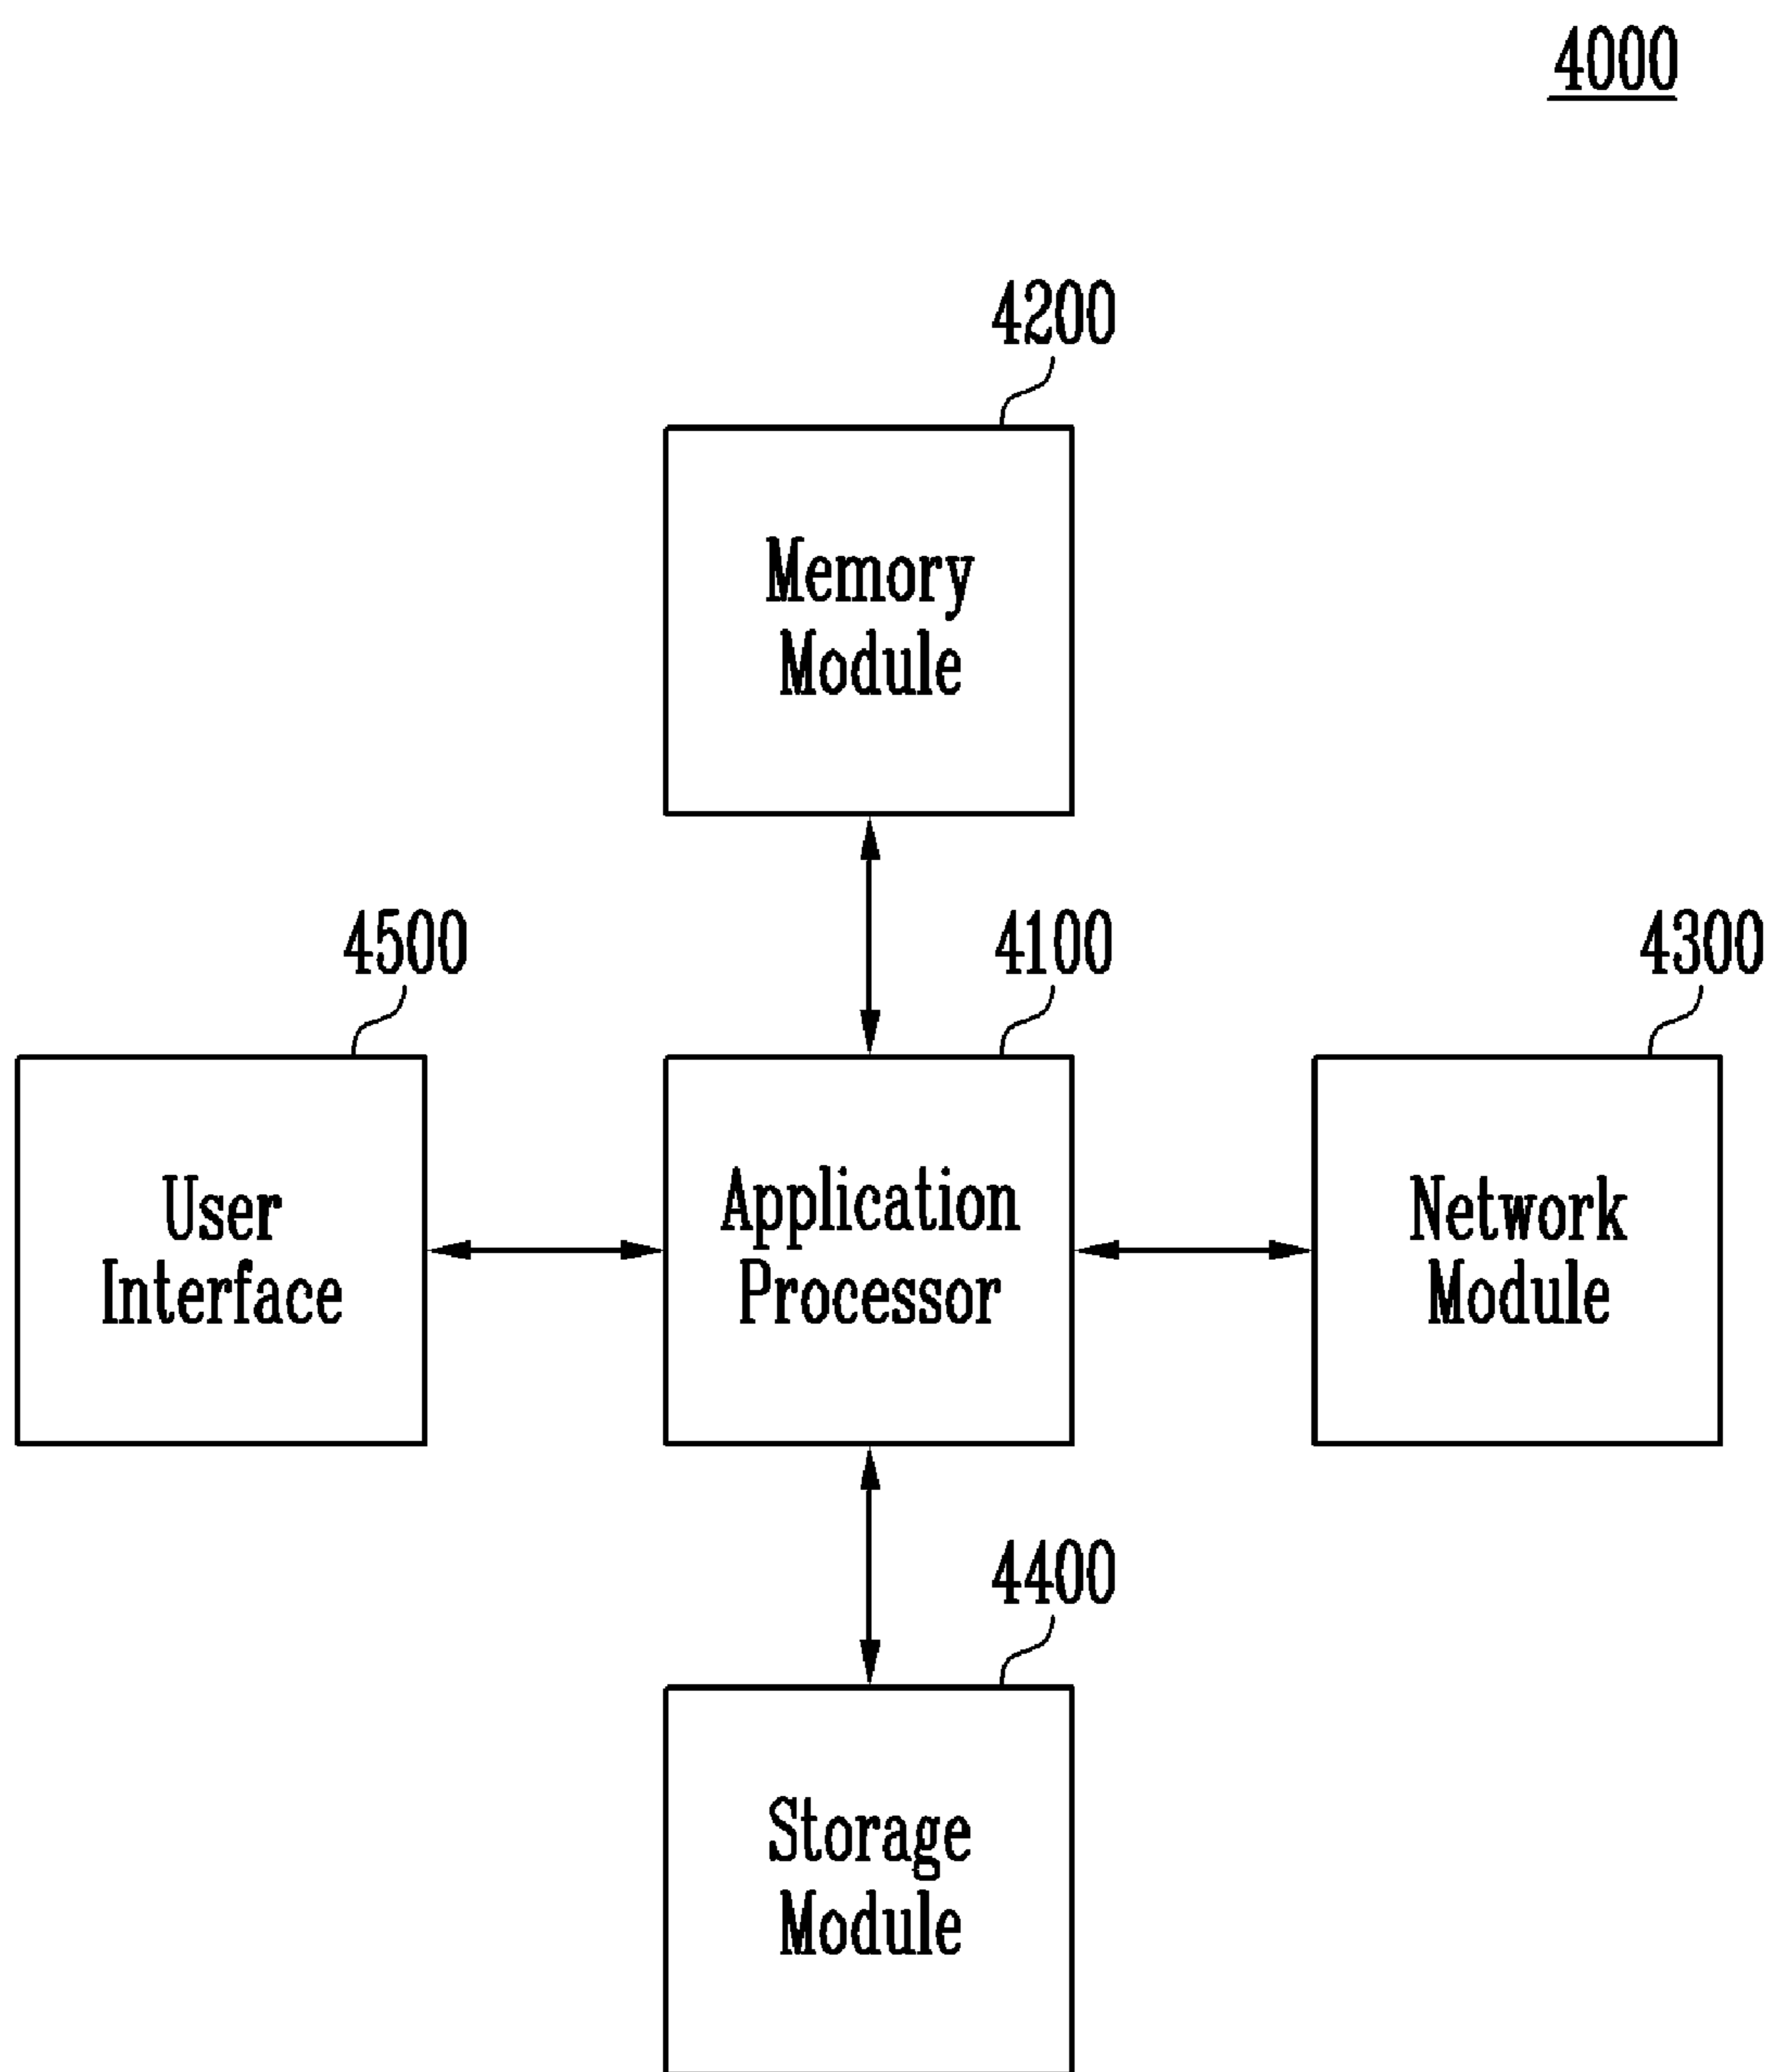 4000
4200
Memory
Module
4500
4100
4300
User
Interface
Application
Processor
Network
Module
4400
Storage
Module